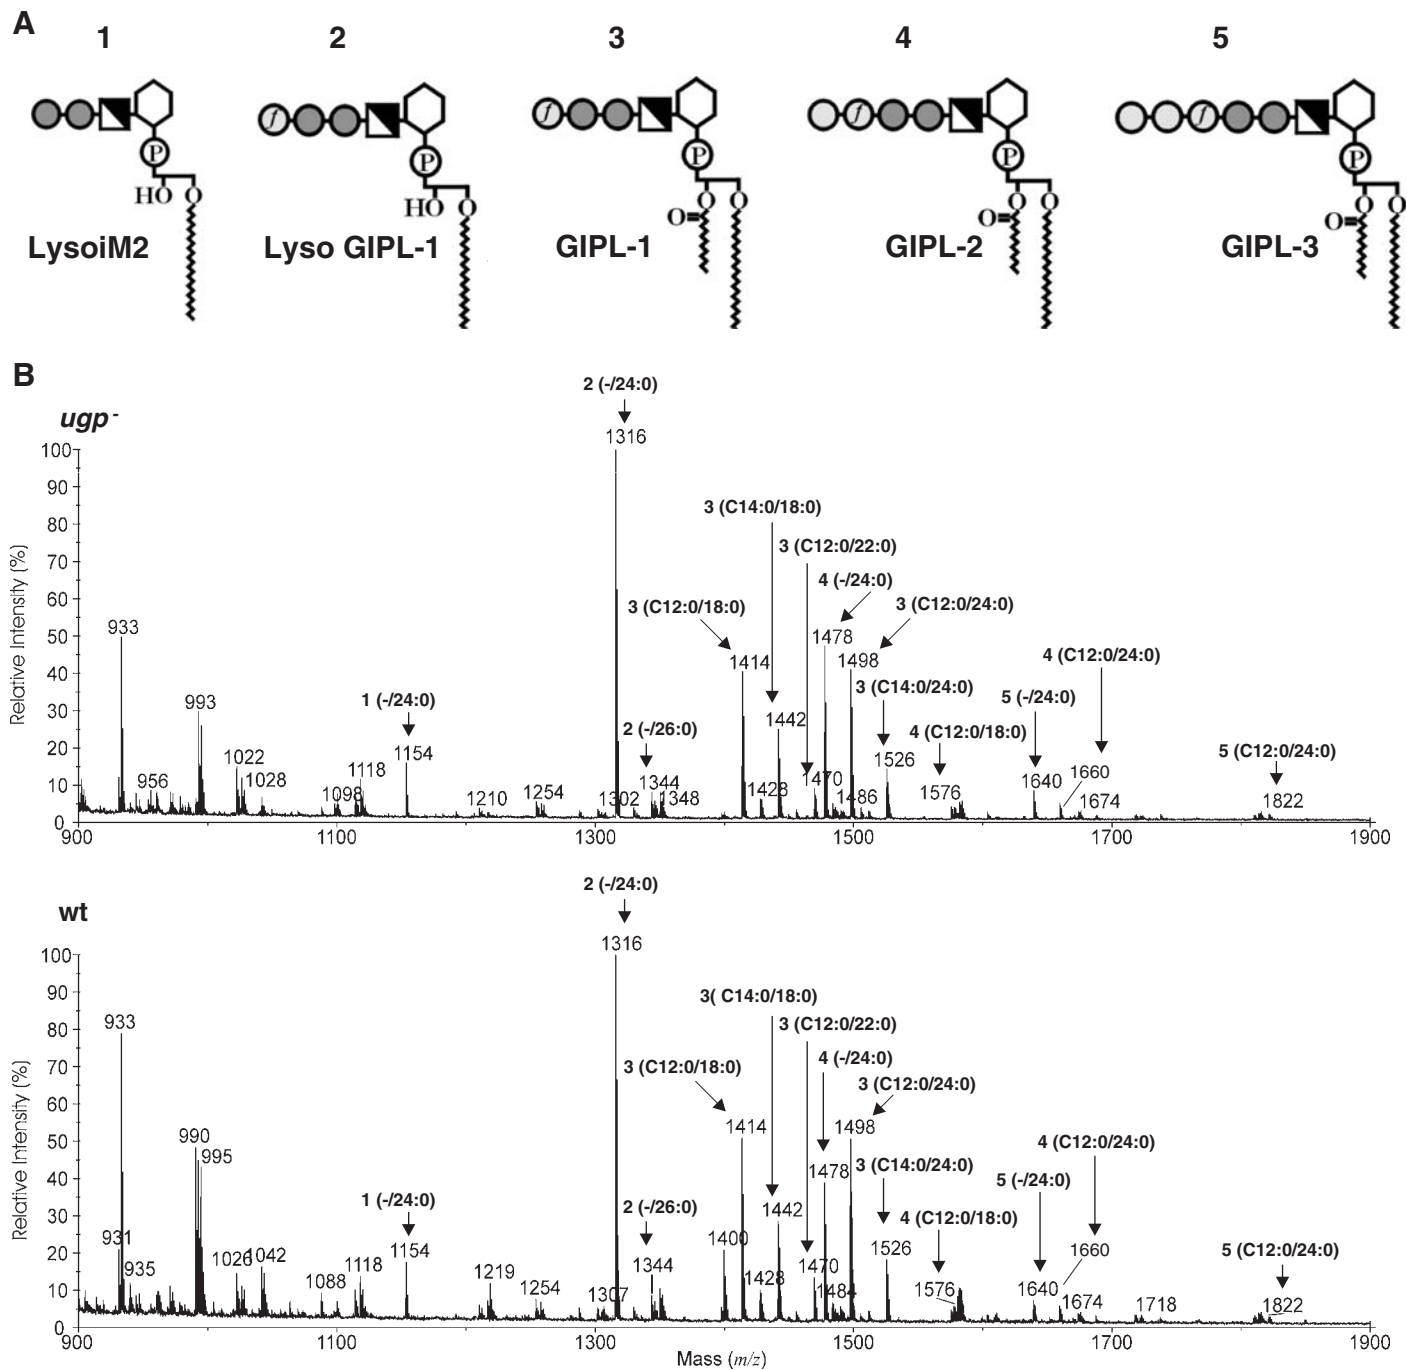 A
1 2 3 4 5
f f f f
P P P P P
HO O HO O O O O O O O
O= O= O=
LysoiM2 Lyso GIPL-1 GIPL-1 GIPL-2 GIPL-3
B
ugp-
2 (-/24:0)
1316
3 (C14:0/18:0)
3 (C12:0/22:0)
4 (-/24:0)
3 (C12:0/18:0) 3 (C12:0/24:0)
933 1478
1414 1498 4 (C12:0/24:0)
3 (C14:0/24:0)
993 1 (-/24:0) 5 (-/24:0)
1442
2 (-/26:0) 4 (C12:0/18:0)
1022 1154 1526 5 (C12:0/24:0)
1028 1118 1344 1470 1640 1660
956 1098 1210 1254 1302 1348 1428 1486 1576 1674 1822
100
90
80
70
60
50
40
30
20
10
0
Relative Intensity (%)
900 1100 1300 1500 1700 1900
wt
2 (-/24:0)
1316
3( C14:0/18:0)
3 (C12:0/22:0)
933
4 (-/24:0)
3 (C12:0/18:0)
3 (C12:0/24:0)
990 1414 1498
995 4 (C12:0/24:0)
1478 3 (C14:0/24:0)
1 (-/24:0) 5 (-/24:0)
2 (-/26:0) 1442
4 (C12:0/18:0)
931 1400
1026 1042 1154 1526 1660 5 (C12:0/24:0)
935 1118 1219 1344 1470
1088 1254 1307 1428 1484 1576 1640 1674 1718 1822
100
90
80
70
60
50
40
30
20
10
0
Relative Intensity (%)
900 1100 1300 1500 1700 1900
Mass (m/z)